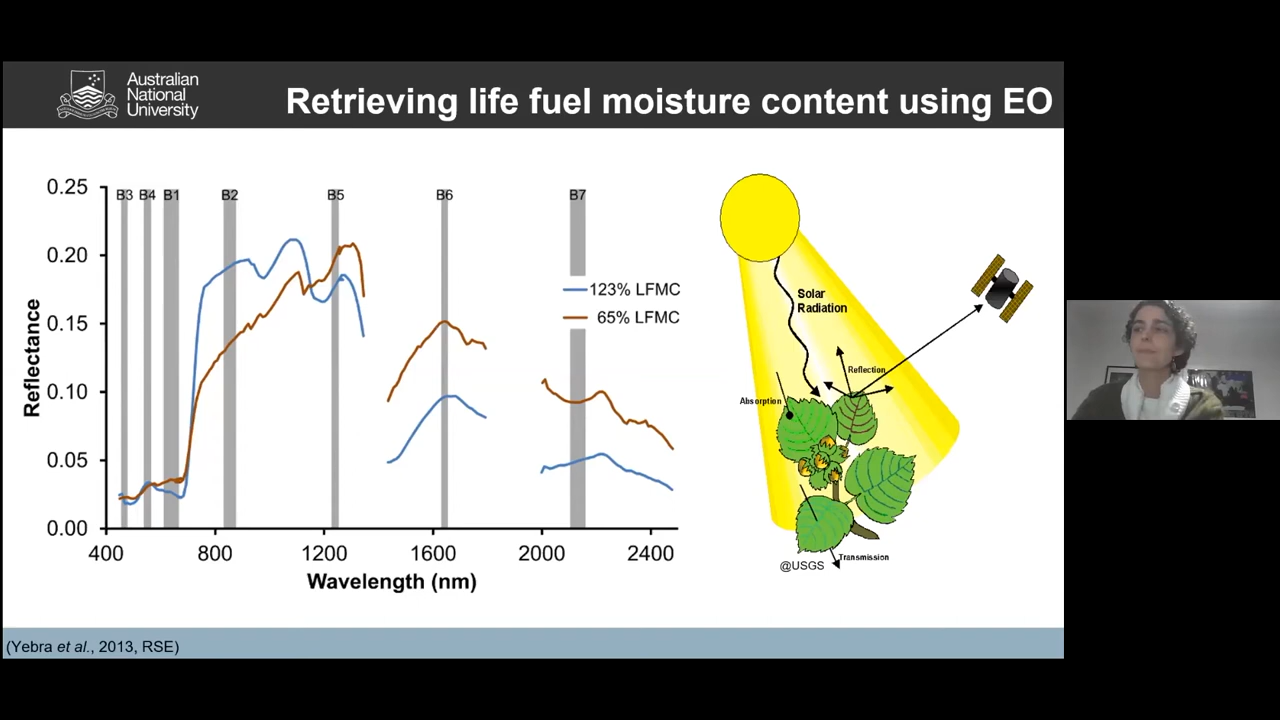 Australian
National
University
Retrieving life fuel moisture content using EO
0.25
0.20
0.15
0.10
0.05
0.00
Reflectance
B3 B4 B1 B2 B5 B6 B7
123% LFMC
65% LFMC
400 800 1200 1600 2000 2400
Wavelength (nm)
Solar
Radiation
Reflection
Absorption
Transmission
@USGS
(Yebra et al., 2013, RSE)